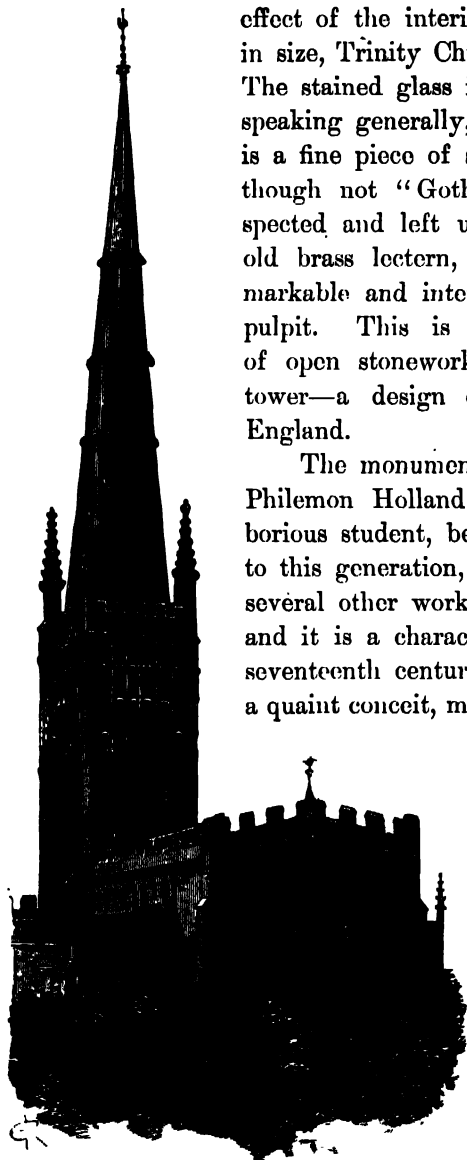 effect of the interi
in size, Trinity Ch
The stained glass
speaking generally,
is a fine piece of
though not "Goth
spected and left u
old brass lectern,
markable and inte
pulpit. This is
of open stonework
tower—a design
England.
The monumen
Philemon Holland
borious student, be
to this generation,
several other work
and it is a charac
seventeenth centur
a quaint conceit, m